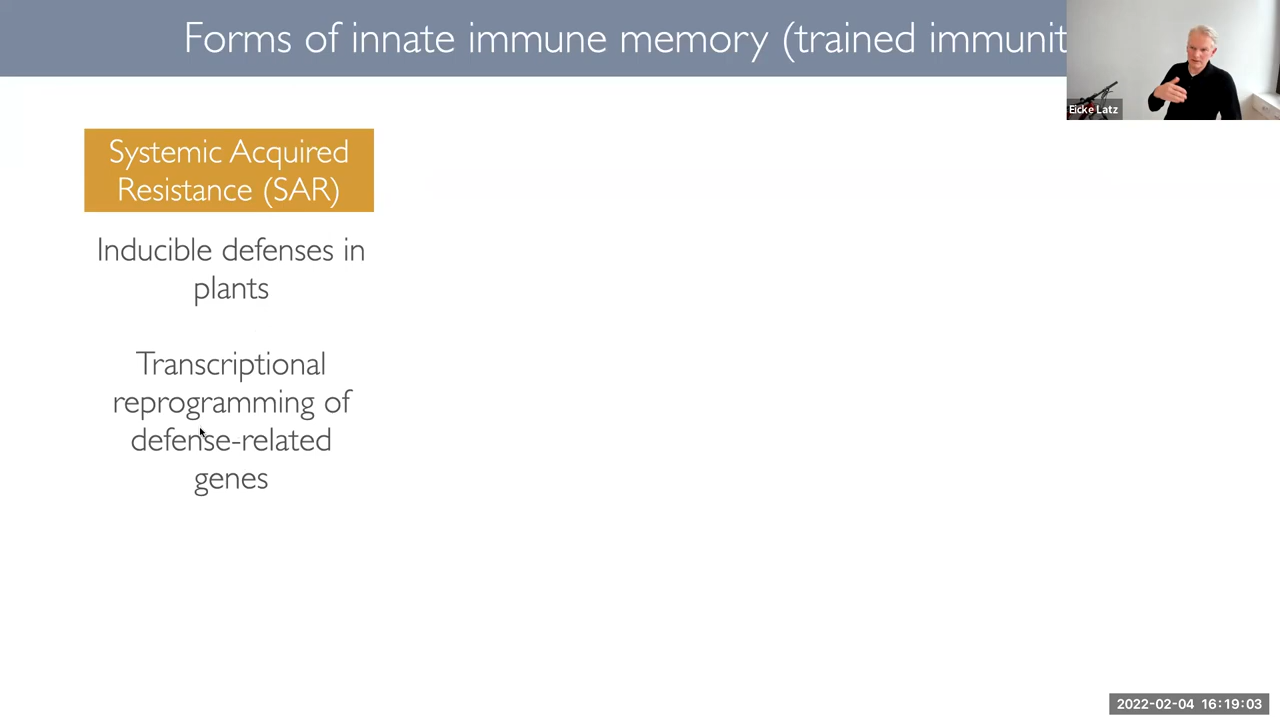 Forms of innate immune memory (trained immunit
Eicke Latz
Systemic Acquired
Resistance (SAR)
Inducible defenses in
plants
Transcriptional
reprogramming of
defense-related
genes
2022-02-04 16:19:03